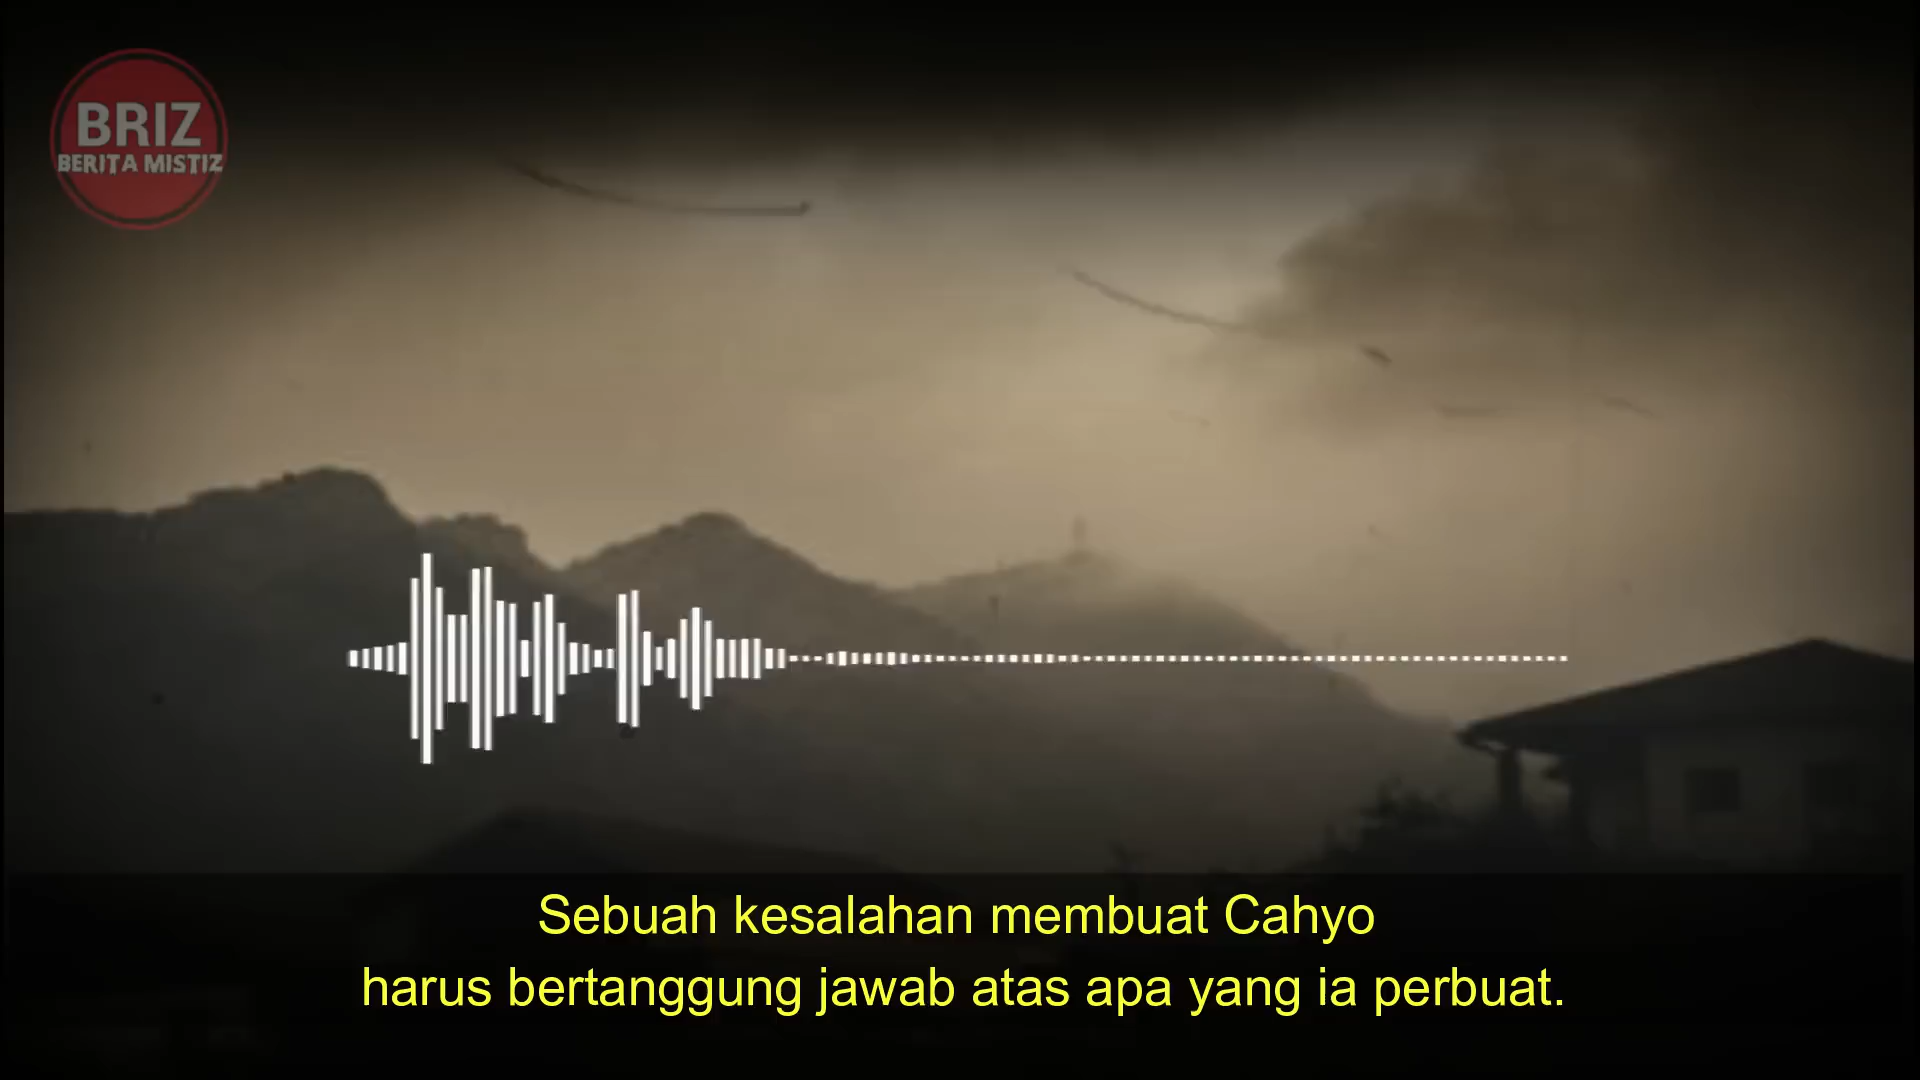 BRIZ
BERITA MISTIZ
Sebuah kesalahan membuat Cahyo
harus bertanggung jawab atas apa yang ia perbuat.